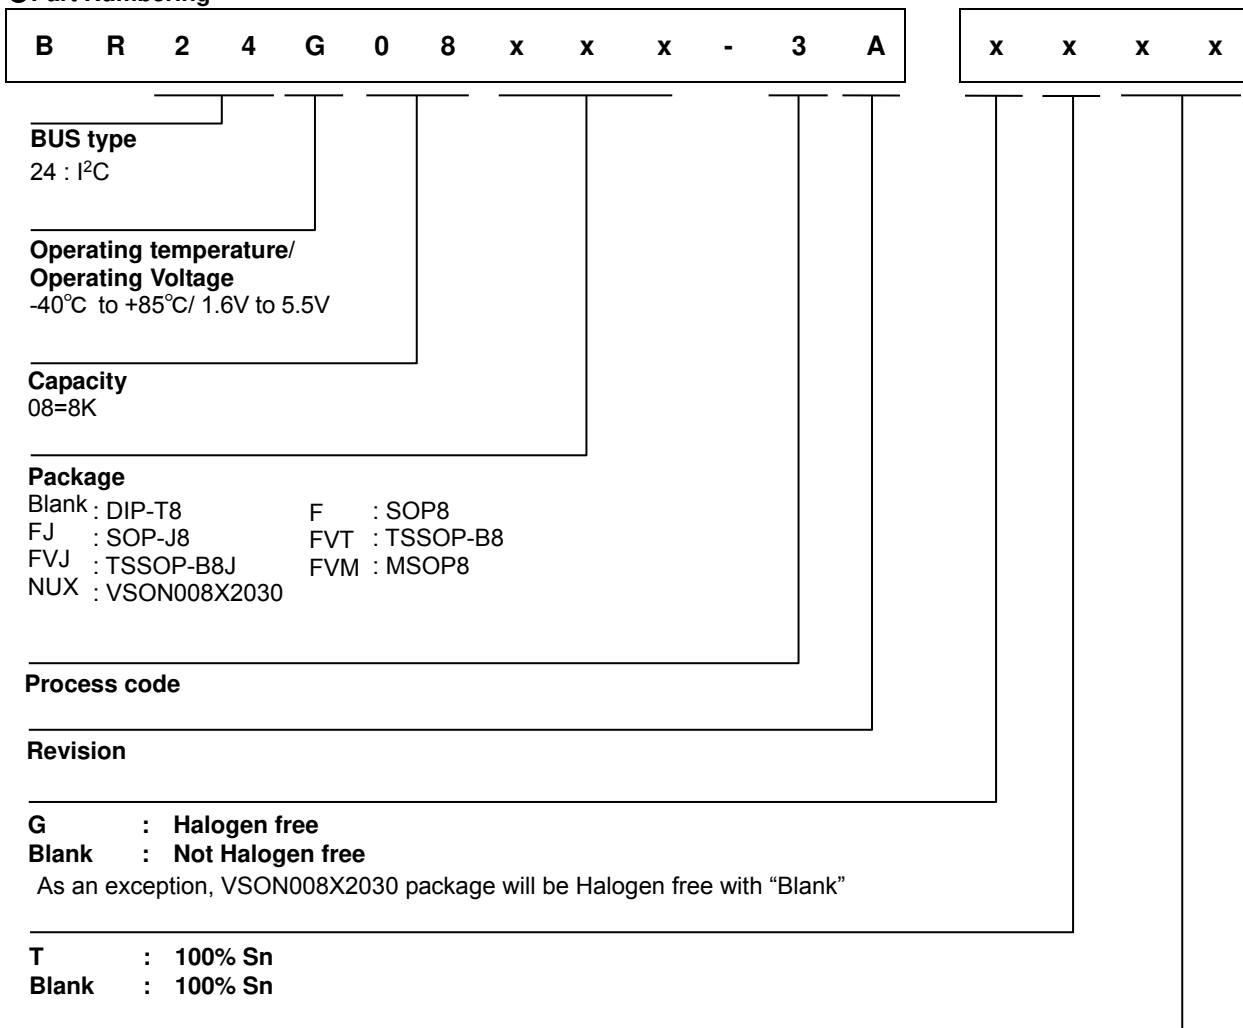 B R 2 4 G 0 8 x x x - 3 A x x x x
BUS type
24 : I²C
Operating temperature/
Operating Voltage
-40℃ to +85℃/ 1.6V to 5.5V
Capacity
08=8K
Package
Blank : DIP-T8 F : SOP8
FJ : SOP-J8 FVT : TSSOP-B8
FVJ : TSSOP-B8J FVM : MSOP8
NUX : VSON008X2030
Process code
Revision
G : Halogen free
Blank : Not Halogen free
As an exception, VSON008X2030 package will be Halogen free with “Blank”
T : 100% Sn
Blank : 100% Sn